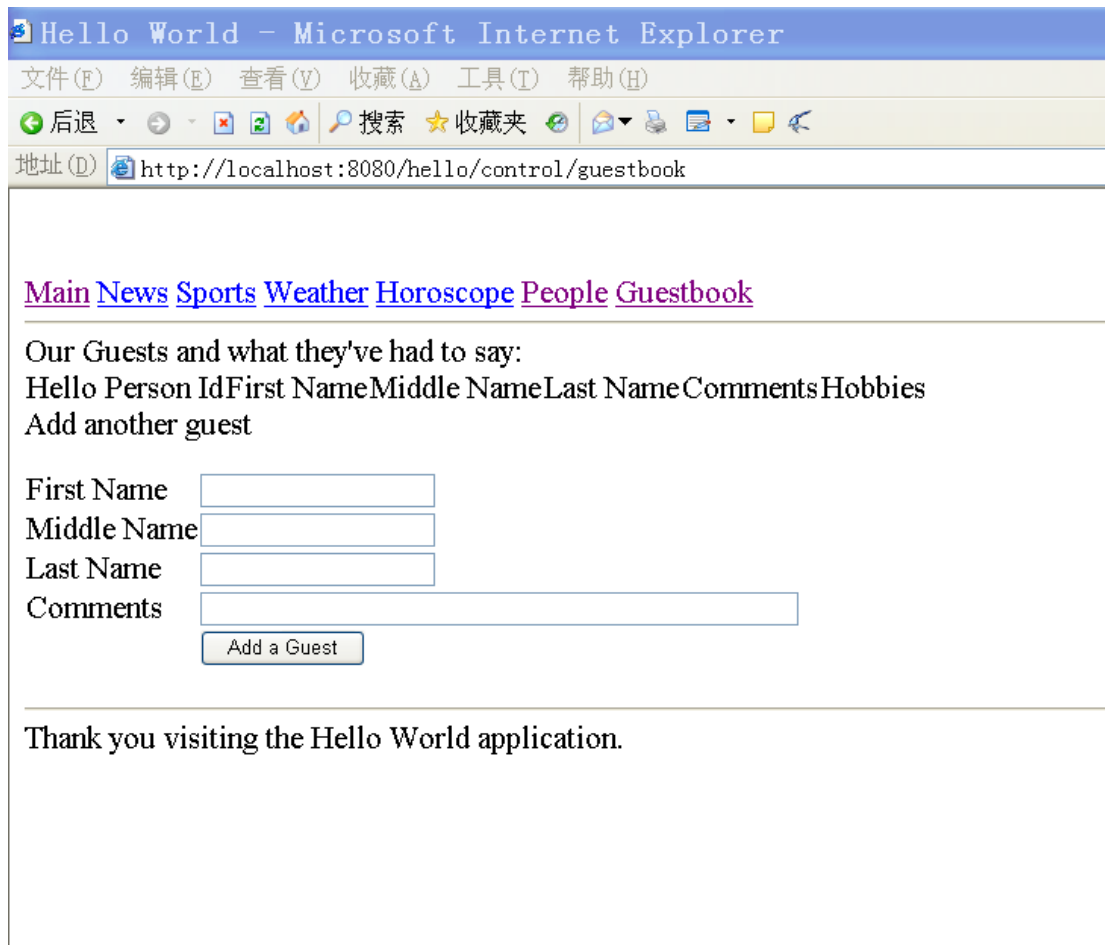 Hello World - Microsoft Internet Explorer
文件(F) 编辑(E) 查看(V) 收藏(A) 工具(T) 帮助(H)
后退 搜索 收藏夹
地址(D) http://localhost:8080/hello/control/guestbook
Main News Sports Weather Horoscope People Guestbook
Our Guests and what they've had to say:
Hello Person IdFirst NameMiddle NameLast NameCommentsHobbies
Add another guest
First Name
Middle Name
Last Name
Comments
Add a Guest
Thank you visiting the Hello World application.